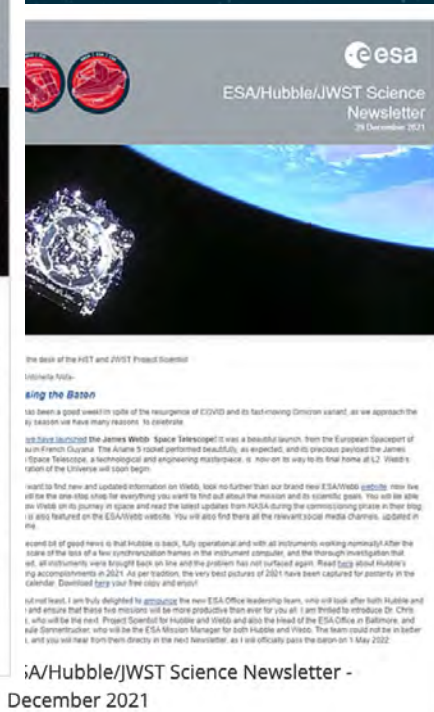 esa
ESA/Hubble/JWST Science
Newsletter
December 2021
the desk of the HST and JWST Project Scientist
Antonella Nota-
sing the Baton
as been a good week! in spite of the resurgence of COVID and its fast-moving Omicron variant, as we approach the
ay season we have many reasons to celebrate.
we have launched the James Webb Space Telescope! It was a beautiful launch, from the European Spaceport of
u in French Guyana. The Ariane 5 rocket performed beautifully, as expected, and its precious payload the James
Space Telescope, a technological and engineering masterpiece, is now on its way to its final home at L2. Webb's
ration of the Universe will soon begin.
want to find new and updated information on Webb, look no further than our brand new ESA/Webb website, now live
ill be the one-stop shop for everything you want to find out about the mission and its scientific goals. You will be able
ow Webb on its journey in space and read the latest updates from NASA during the commissioning phase in their blog
is also featured on the ESA/Webb website. You will also find there all the relevant social media channels, updated in
me.
econd bit of good news is that Hubble is back, fully operational and with all instruments working nominally! After the
scare of the loss of a few synchronization frames in the instrument computer, and the thorough investigation that
ed, all instruments were brought back on line and the problem has not surfaced again. Read here about Hubble's
ng accomplishments in 2021. As per tradition, the very best pictures of 2021 have been captured for posterity in the
calendar. Download here your free copy and enjoy!
but not least, I am truly delighted to announce the new ESA Office leadership team, who will look after both Hubble and
and ensure that these two missions will be more productive than ever for you all. I am thrilled to introduce Dr. Chris
, who will be the next Project Scientist for Hubble and Webb and also the Head of the ESA Office in Baltimore, and
aule Sonnentrucker, who will be the ESA Mission Manager for both Hubble and Webb. The team could not be in better
, and you will hear from them directly in the next Newsletter, as I will officially pass the baton on 1 May 2022.
SA/Hubble/JWST Science Newsletter -
December 2021